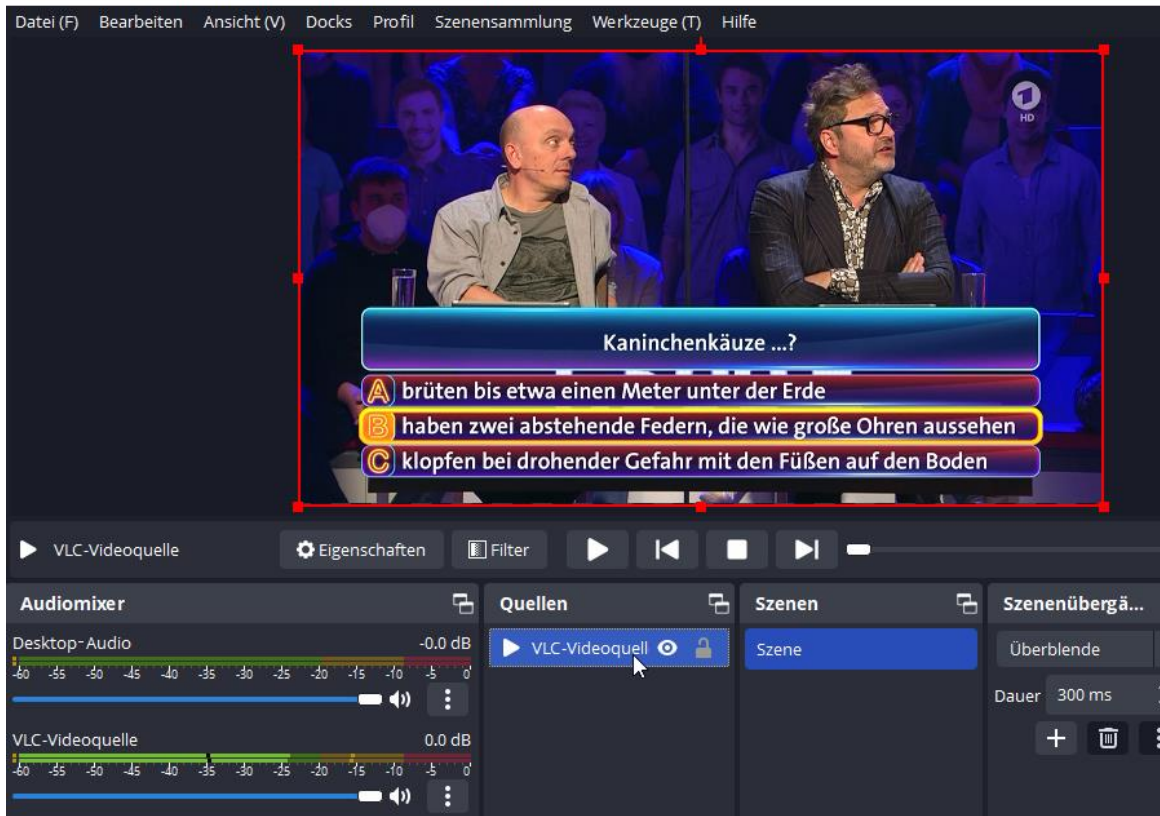 Datei (F) Bearbeiten Ansicht (V) Docks Profil Szenensammlung Werkzeuge (T) Hilfe
1
HD
Kaninchenkäuze ...?
A brüten bis etwa einen Meter unter der Erde
B haben zwei abstehende Federn, die wie große Ohren aussehen
C klopfen bei drohender Gefahr mit den Füßen auf den Boden
VLC-Videoquelle Eigenschaften Filter
Audiomixer Quellen Szenen Szenenübergä...
Desktop-Audio -0.0 dB VLC-Videoquell Szene Überblende
-60 -55 -50 -45 -40 -35 -30 -25 -20 -15 -10 -5 0
Dauer 300 ms
VLC-Videoquelle 0.0 dB
-60 -55 -50 -45 -40 -35 -30 -25 -20 -15 -10 -5 0